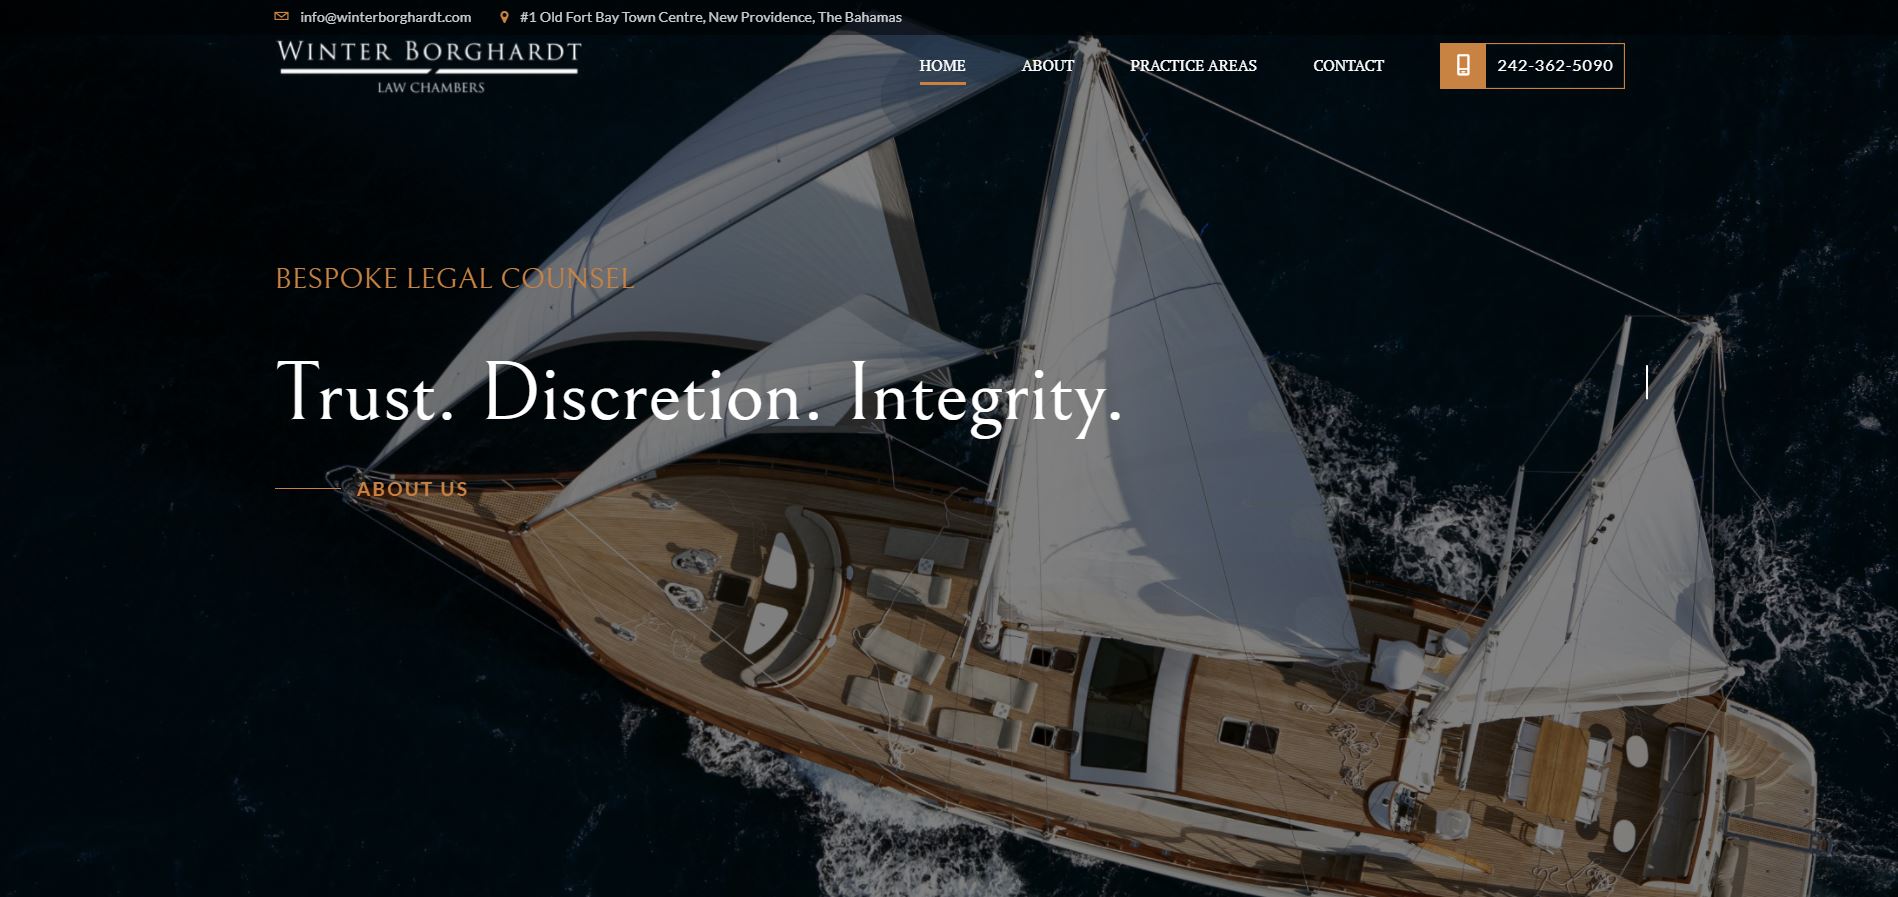 info@winterborghardt.com
#1 Old Fort Bay Town Centre, New Providence, The Bahamas
WINTER BORGHARDT
LAW CHAMBERS
HOME
ABOUT
PRACTICE AREAS
CONTACT
242-362-5090
BESPOKE LEGAL COUNSEL
Trust. Discretion. Integrity.
ABOUT US